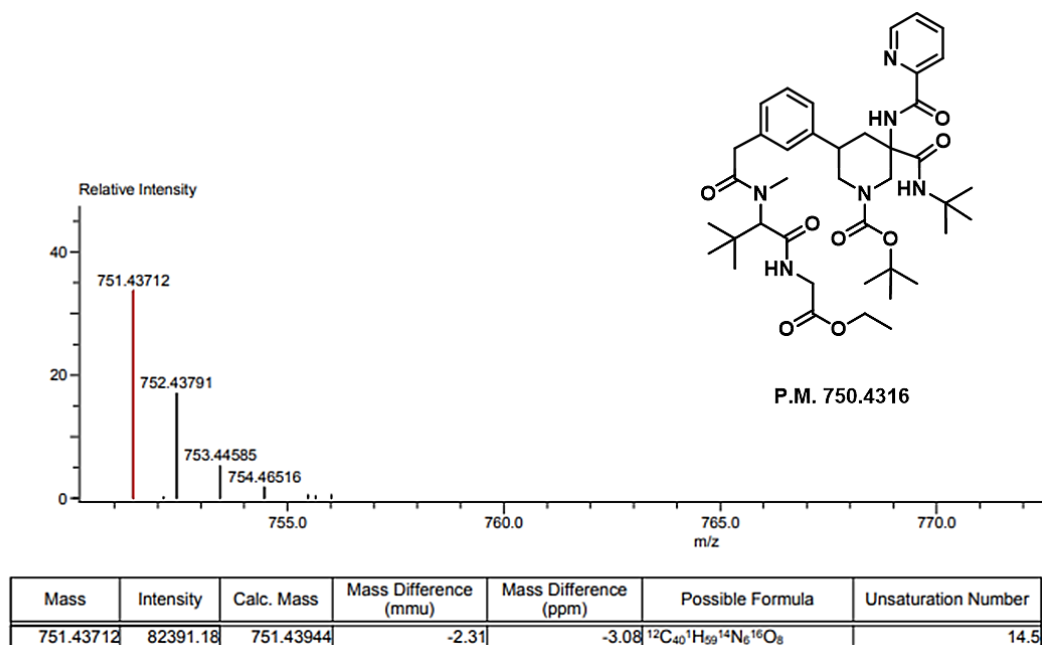 N
HN
O
O
HN
O
N
N
O
O
O
HN
O
O
P.M. 750.4316
Relative Intensity
40
20
0
751.43712
752.43791
753.44585
754.46516
755.0 760.0 765.0 770.0
m/z
Mass Intensity Calc. Mass Mass Difference (mmu) Mass Difference (ppm) Possible Formula Unsaturation Number
751.43712 82391.18 751.43944 -2.31 -3.08 ¹²C₄₀¹H₅₉¹⁴N₆¹⁶O₈ 14.5